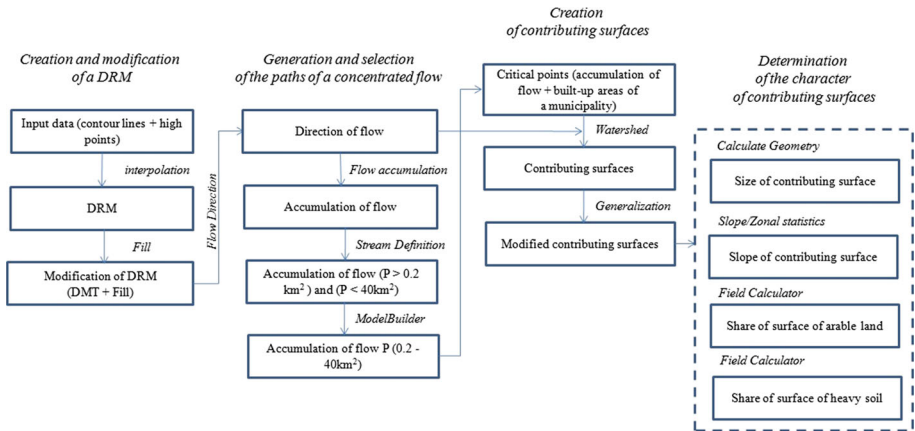 Creation and modification
of a DRM
Input data (contour lines + high
points)
interpolation
DRM
Fill
Modification of DRM
(DMT + Fill)
Flow Direction
Generation and selection
of the paths of a concentrated flow
Direction of flow
Flow accumulation
Accumulation of flow
Stream Definition
Accumulation of flow (P > 0.2
km² ) and (P < 40km²)
ModelBuilder
Accumulation of flow P (0.2 -
40km²)
Creation
of contributing surfaces
Critical points (accumulation of
flow + built-up areas of
a municipality)
Watershed
Contributing surfaces
Generalization
Modified contributing surfaces
Determination
of the character
of contributing surfaces
Calculate Geometry
Size of contributing surface
Slope/Zonal statistics
Slope of contributing surface
Field Calculator
Share of surface of arable land
Field Calculator
Share of surface of heavy soil